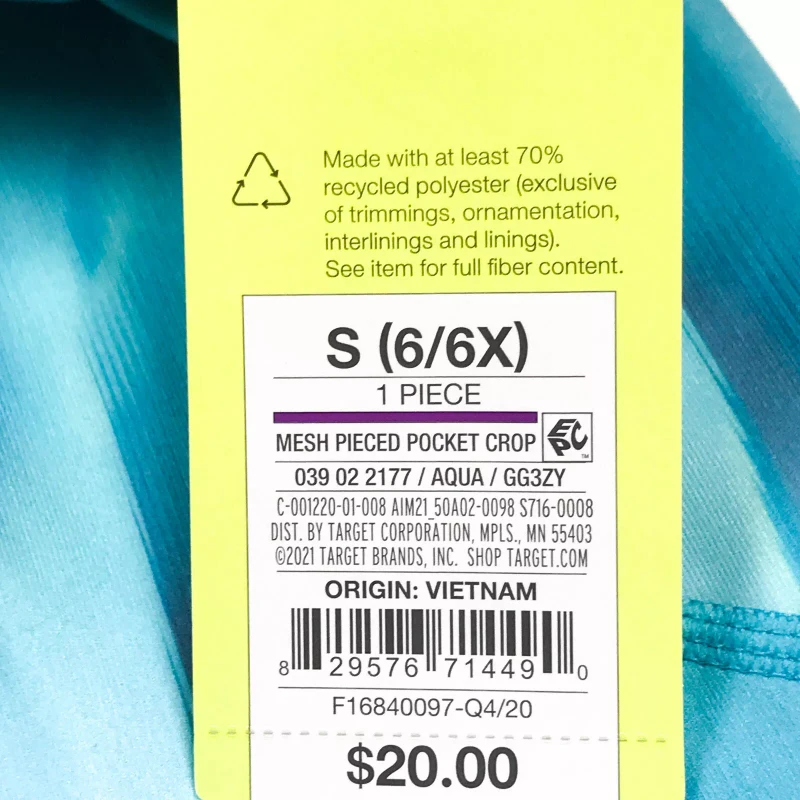 Made with at least 70%
recycled polyester (exclusive
of trimmings, ornamentation,
interlinings and linings).
See item for full fiber content.
S (6/6X)
1 PIECE
MESH PIECED POCKET CROP
EPC™
039 02 2177 / AQUA / GG3ZY
C-001220-01-008 AIM21_50A02-0098 S716-0008
DIST. BY TARGET CORPORATION, MPLS., MN 55403
©2021 TARGET BRANDS, INC. SHOP TARGET.COM
ORIGIN: VIETNAM
8 29576 71449 0
F16840097-Q4/20
$20.00